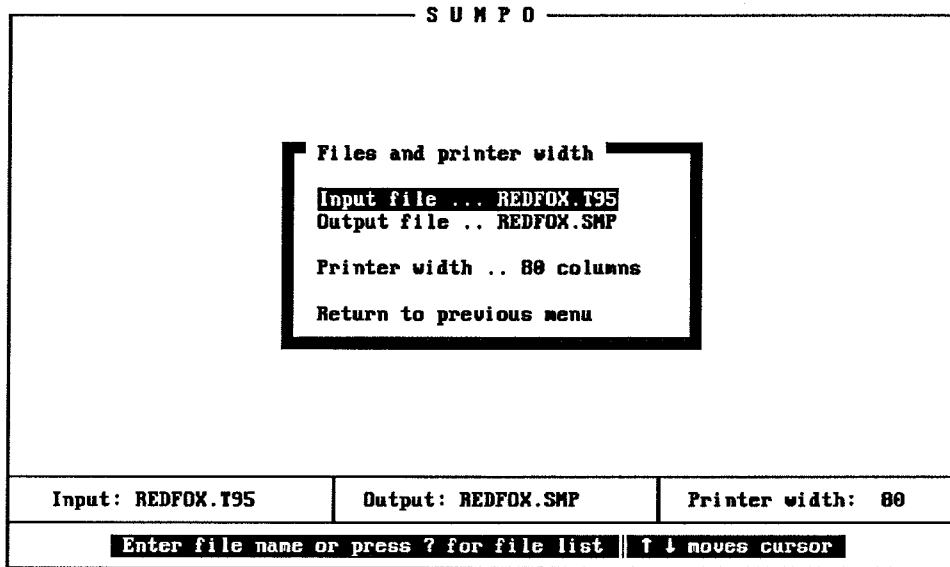 S U M P O
Files and printer width
Input file ... REDFOX.T95
Output file .. REDFOX.SMP
Printer width .. 80 columns
Return to previous menu
Input: REDFOX.T95
Output: REDFOX.SMP
Printer width: 80
Enter file name or press ? for file list ║ ↑ ↓ moves cursor